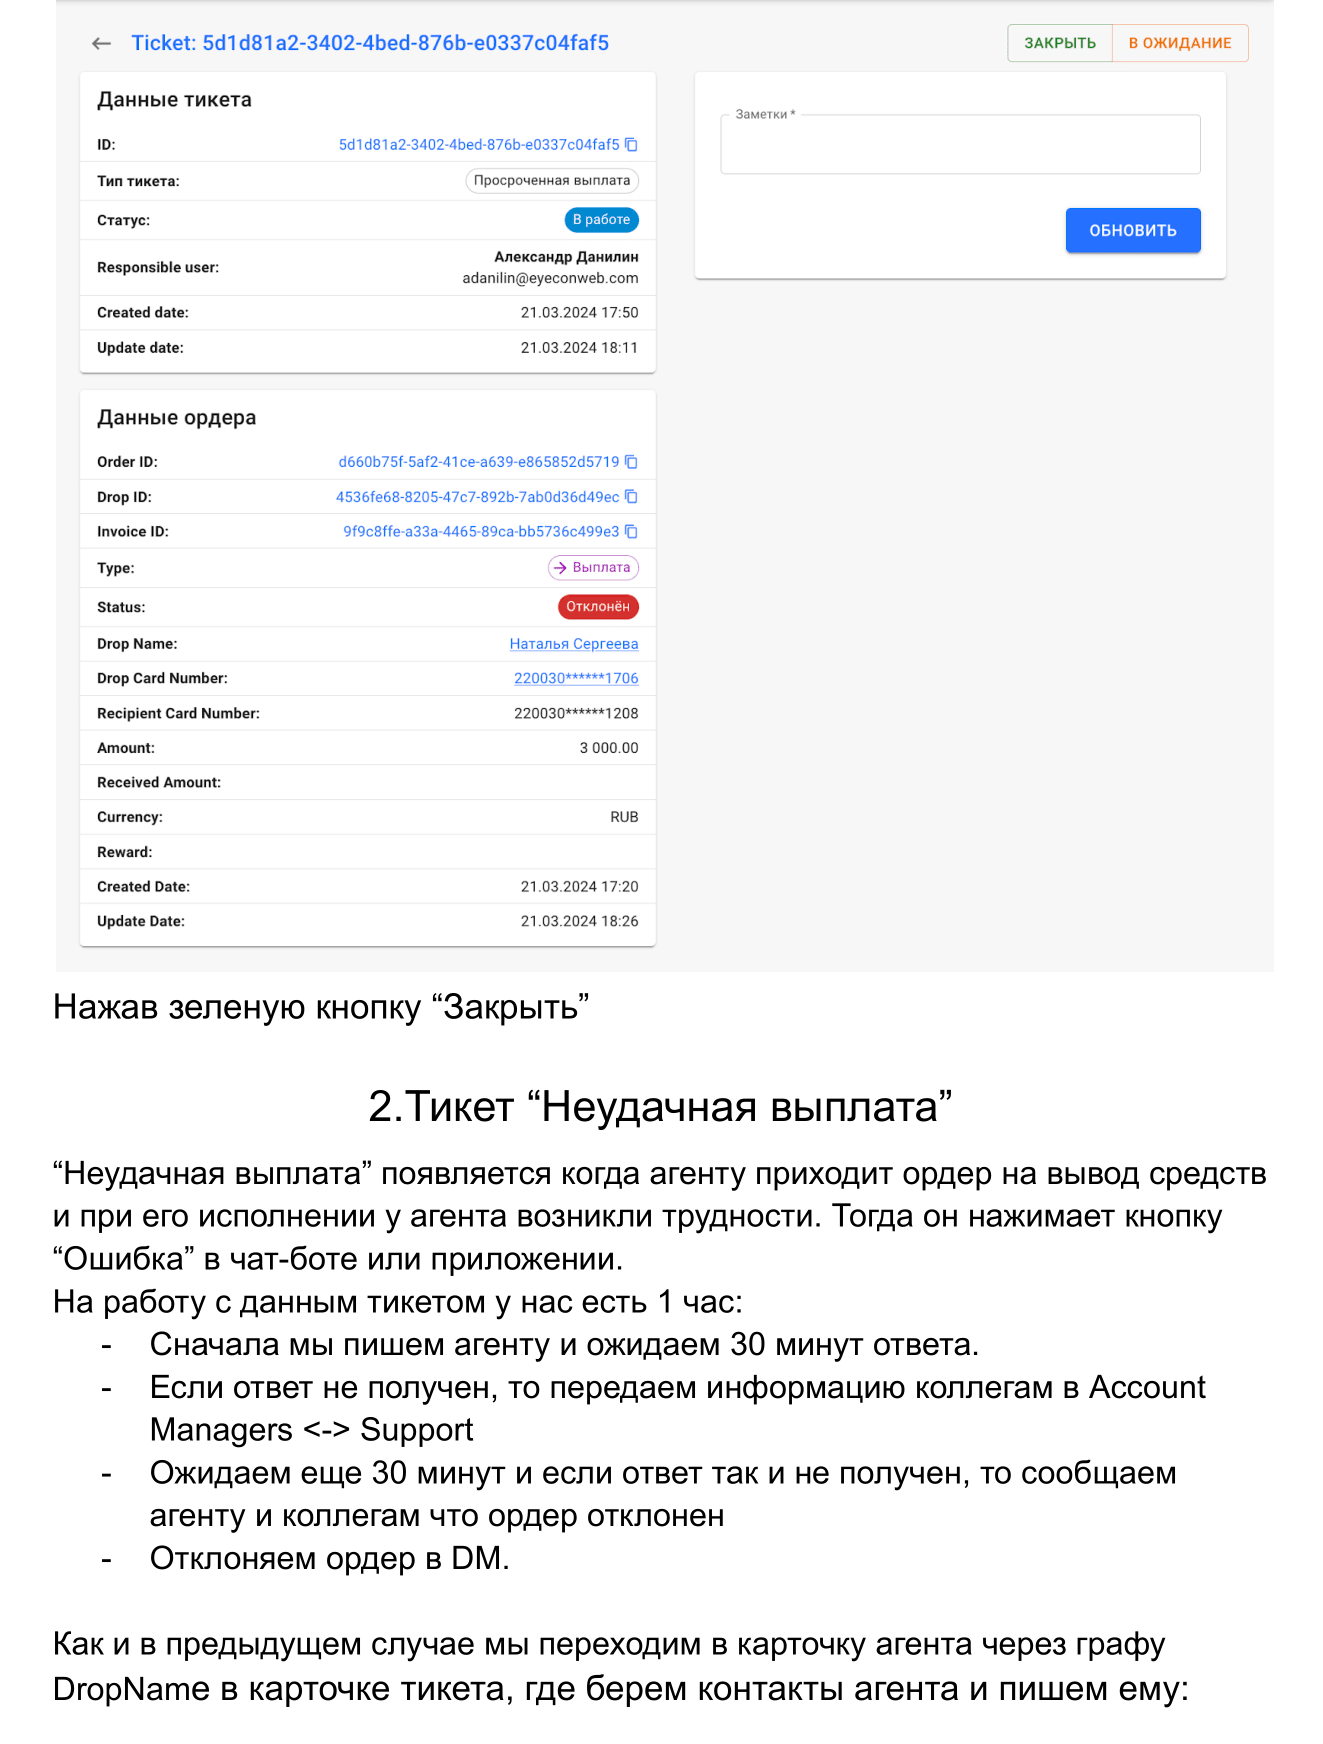 Ticket: 5d1d81a2-3402-4bed-876b-e0337c04faf5
ЗАКРЫТЬ
В ОЖИДАНИЕ
Данные тикета
ID: 5d1d81a2-3402-4bed-876b-e0337c04faf5
Тип тикета: Просроченная выплата
Статус: В работе
Responsible user: Александр Данилин
adanilin@eyeconweb.com
Created date: 21.03.2024 17:50
Update date: 21.03.2024 18:11
Заметки *
ОБНОВИТЬ
Данные ордера
Order ID: d660b75f-5af2-41ce-a639-e865852d5719
Drop ID: 4536fe68-8205-47c7-892b-7ab0d36d49ec
Invoice ID: 9f9c8ffe-a33a-4465-89ca-bb5736c499e3
Type: Выплата
Status: Отклонён
Drop Name: Наталья Сергеева
Drop Card Number: 220030******1706
Recipient Card Number: 220030******1208
Amount: 3 000.00
Received Amount:
Currency: RUB
Reward:
Created Date: 21.03.2024 17:20
Update Date: 21.03.2024 18:26
Нажав зеленую кнопку “Закрыть”
2.Тикет “Неудачная выплата”
“Неудачная выплата” появляется когда агенту приходит ордер на вывод средств
и при его исполнении у агента возникли трудности. Тогда он нажимает кнопку
“Ошибка” в чат-боте или приложении.
На работу с данным тикетом у нас есть 1 час:
- Сначала мы пишем агенту и ожидаем 30 минут ответа.
- Если ответ не получен, то передаем информацию коллегам в Account
Managers <-> Support
- Ожидаем еще 30 минут и если ответ так и не получен, то сообщаем
агенту и коллегам что ордер отклонен
- Отклоняем ордер в DM.
Как и в предыдущем случае мы переходим в карточку агента через графу
DropName в карточке тикета, где берем контакты агента и пишем ему: